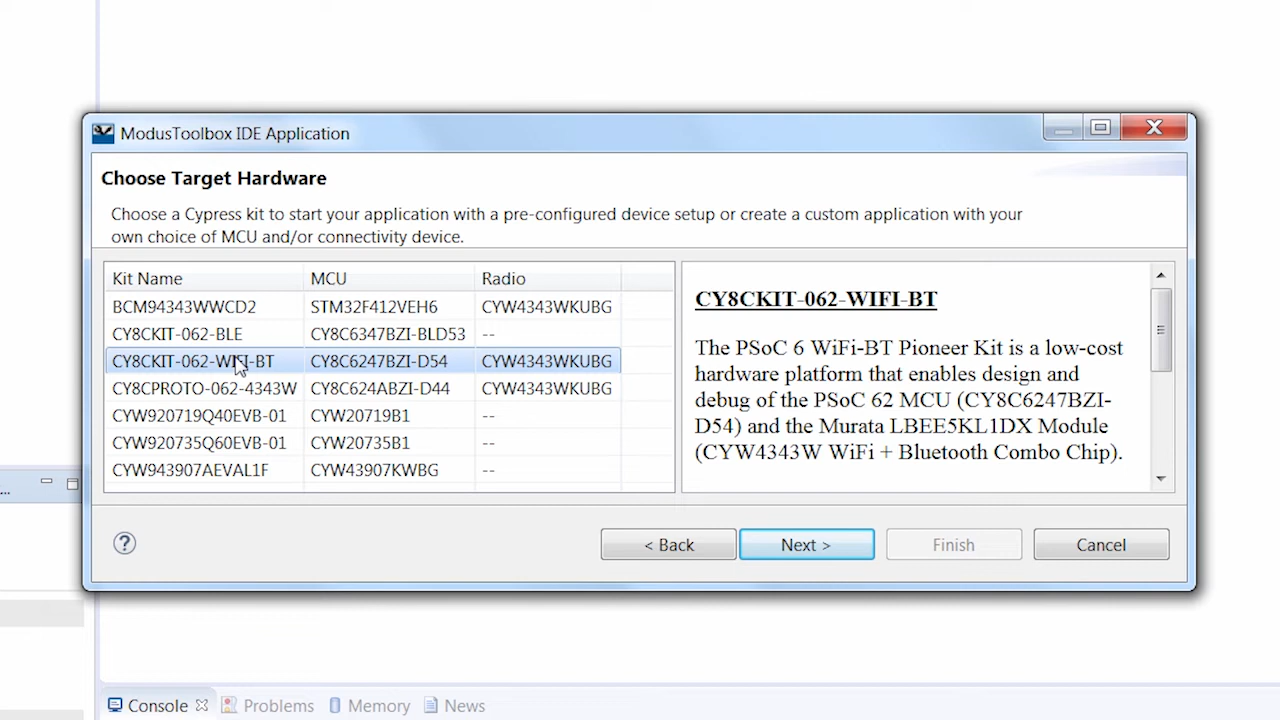 ModusToolbox IDE Application
Choose Target Hardware
Choose a Cypress kit to start your application with a pre-configured device setup or create a custom application with your
own choice of MCU and/or connectivity device.
Kit Name MCU Radio
BCM94343WWCD2 STM32F412VEH6 CYW4343WKUBG
CY8CKIT-062-BLE CY8C6347BZI-BLD53 --
CY8CKIT-062-WIFI-BT CY8C6247BZI-D54 CYW4343WKUBG
CY8CPROTO-062-4343W CY8C624ABZI-D44 CYW4343WKUBG
CYW920719Q40EVB-01 CYW20719B1 --
CYW920735Q60EVB-01 CYW20735B1 --
CYW943907AEVAL1F CYW43907KWBG --
CY8CKIT-062-WIFI-BT
The PSoC 6 WiFi-BT Pioneer Kit is a low-cost
hardware platform that enables design and
debug of the PSoC 62 MCU (CY8C6247BZI-
D54) and the Murata LBEE5KL1DX Module
(CYW4343W WiFi + Bluetooth Combo Chip).
...
?
< Back Next > Finish Cancel
Console Problems Memory News